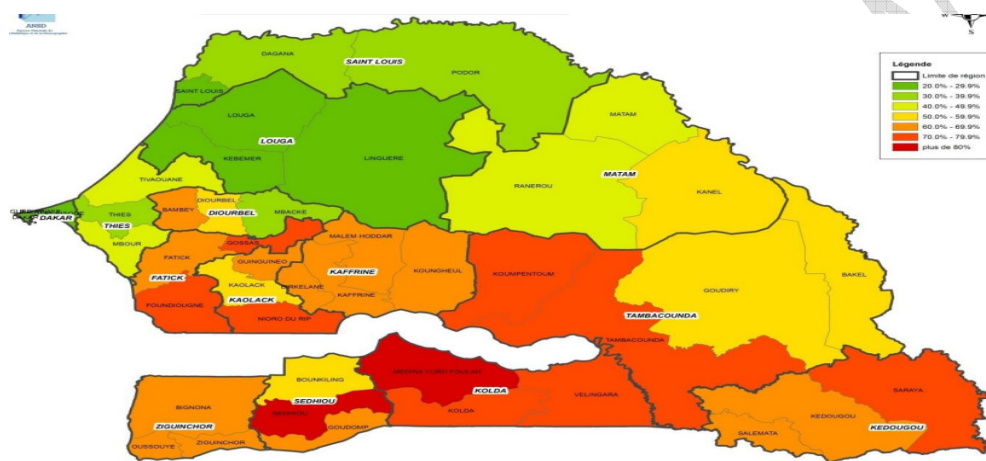 ANSD
W
S
Légende
Limite de région
20.0% - 29.9%
30.0% - 39.9%
40.0% - 49.9%
50.0% - 59.9%
60.0% - 69.9%
70.0% - 79.9%
plus de 80%
DAGANA
SAINT LOUIS
PODOR
SAINT LOUIS
LOUGA
LOUGA
KEBEMER
LINGUERE
MATAM
MATAM
RANEROU
KANEL
TIVAOUANE
THIES
THIES
MBOUR
DAKAR
BAMBEY
DIOURBEL
DIOURBEL
MBACKE
GOSSAS
FATICK
FATICK
FOUNDIOUGNE
GUINGUINEO
KAOLACK
KAOLACK
NIORO DU RIP
MALEM HODDAR
KAFFRINE
BIRKELANE
KAFFRINE
KOUNGHEUL
KOUMPENTOUM
GOUDIRY
BAKEL
TAMBACOUNDA
TAMBACOUNDA
BOUNKILING
SEDHIOU
SEDHIOU
GOUDOMP
MEDINA YORO FOULAH
KOLDA
KOLDA
VELINGARA
BIGNONA
ZIGUINCHOR
OUSSOUYE
ZIGUINCHOR
SARAYA
KEDOUGOU
KEDOUGOU
SALEMATA